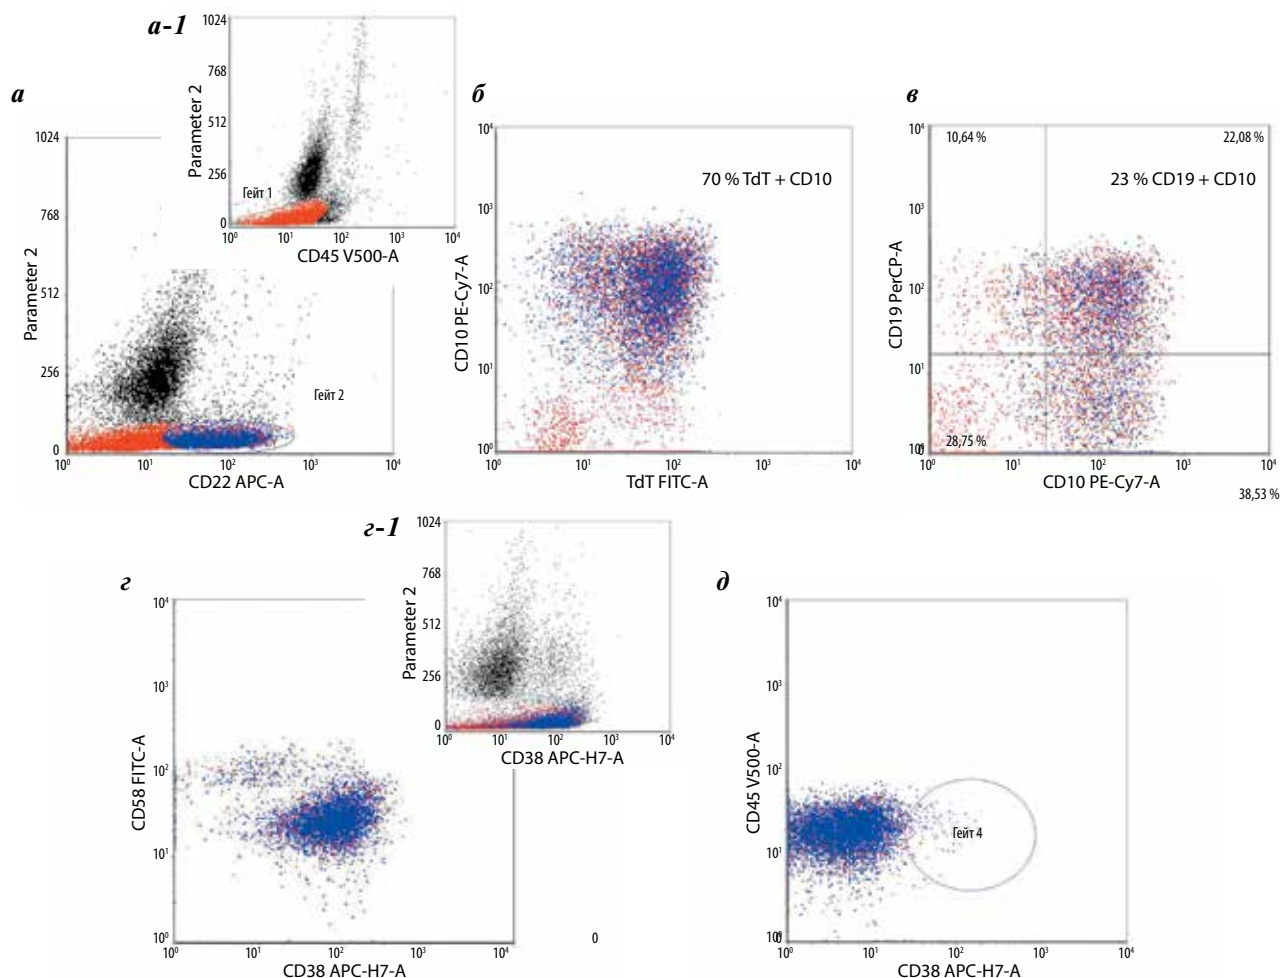 а-1
1024
768
512
256
0
Parameter 2
Гейт 1
10⁰ 10¹ 10² 10³ 10⁴
CD45 V500-A
а
1024
768
512
256
0
Parameter 2
Гейт 2
10⁰ 10¹ 10² 10³ 10⁴
CD22 APC-A
б
10⁴
10³
10²
10¹
10⁰
CD10 PE-Cy7-A
70 % TdT + CD10
10⁰ 10¹ 10² 10³ 10⁴
TdT FITC-A
в
10⁴
10³
10²
10¹
10⁰
CD19 PerCP-A
10,64 % 22,08 %
23 % CD19 + CD10
28,75 %
10⁰ 10¹ 10² 10³ 10⁴
CD10 PE-Cy7-A
38,53 %
г-1
1024
768
512
256
0
Parameter 2
10⁰ 10¹ 10² 10³ 10⁴
CD38 APC-H7-A
г
10⁴
10³
10²
10¹
10⁰
CD58 FITC-A
0
10⁰ 10¹ 10² 10³ 10⁴
CD38 APC-H7-A
д
10⁴
10³
10²
10¹
10⁰
CD45 V500-A
Гейт 4
10⁰ 10¹ 10² 10³ 10⁴
CD38 APC-H7-A